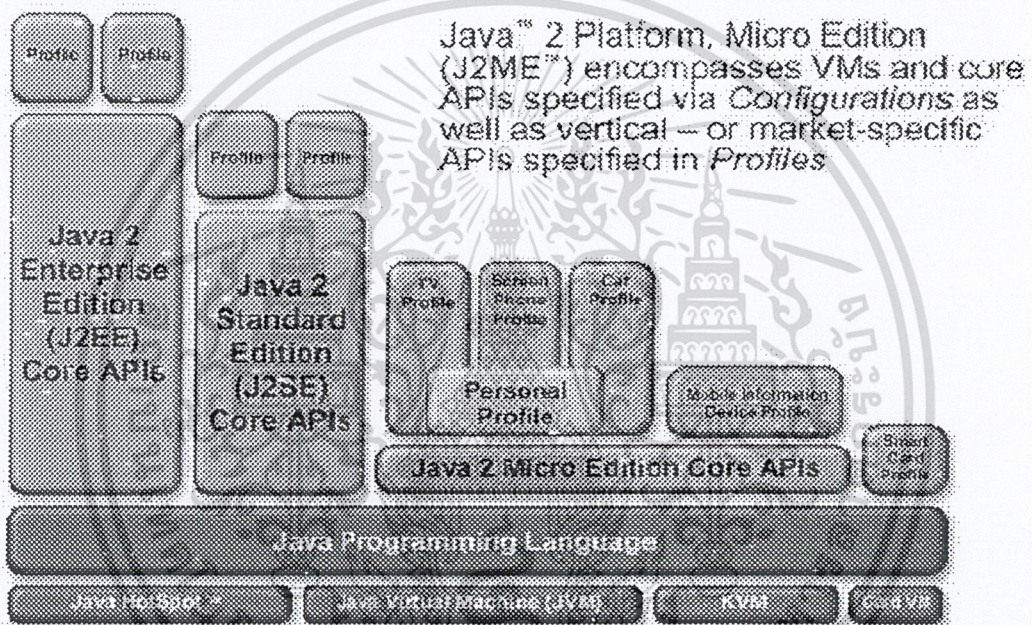 Java™ 2 Platform, Micro Edition
(J2ME™) encompasses VMs and core
APIs specified via Configurations as
well as vertical – or market-specific
APIs specified in Profiles
Profile
Profile
Java 2
Enterprise
Edition
(J2EE)
Core APIs
Profile
Profile
Java 2
Standard
Edition
(J2SE)
Core APIs
TV
Profile
Screen
Phone
Profile
Car
Profile
Personal
Profile
Mobile Information
Device Profile
Java 2 Micro Edition Core APIs
Smart
Card
Profile
Java Programming Language
Java HotSpot™
Java Virtual Machine (JVM)
KVM
Card VM